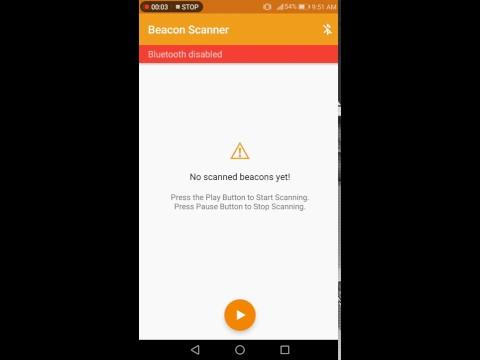 00:03 STOP 54% 9:51 AM
Beacon Scanner
Bluetooth disabled
No scanned beacons yet!
Press the Play Button to Start Scanning.
Press Pause Button to Stop Scanning.